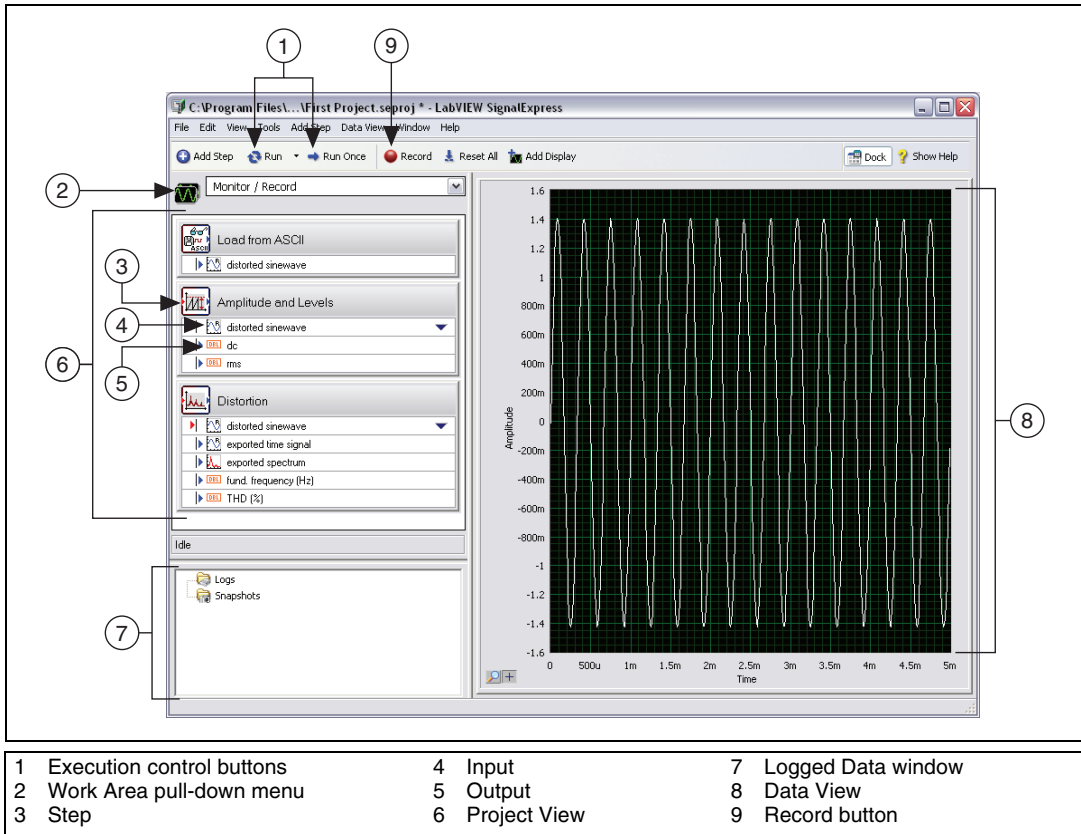 1
9
C:\Program Files\...\First Project.seproj * - LabVIEW SignalExpress
File Edit View Tools Add Step Data View Window Help
Add Step Run Run Once Record Reset All Add Display Dock Show Help
2
Monitor / Record
Load from ASCII
distorted sinewave
3
Amplitude and Levels
4
distorted sinewave
dc
5
rms
6
Distortion
distorted sinewave
exported time signal
exported spectrum
fund. frequency (Hz)
THD (%)
Idle
7
Logs
Snapshots
1.6
1.4
1.2
1
800m
600m
400m
200m
0
-200m
-400m
-600m
-800m
-1
-1.2
-1.4
-1.6
Amplitude
0 500u 1m 1.5m 2m 2.5m 3m 3.5m 4m 4.5m 5m
Time
8
1 Execution control buttons
2 Work Area pull-down menu
3 Step
4 Input
5 Output
6 Project View
7 Logged Data window
8 Data View
9 Record button